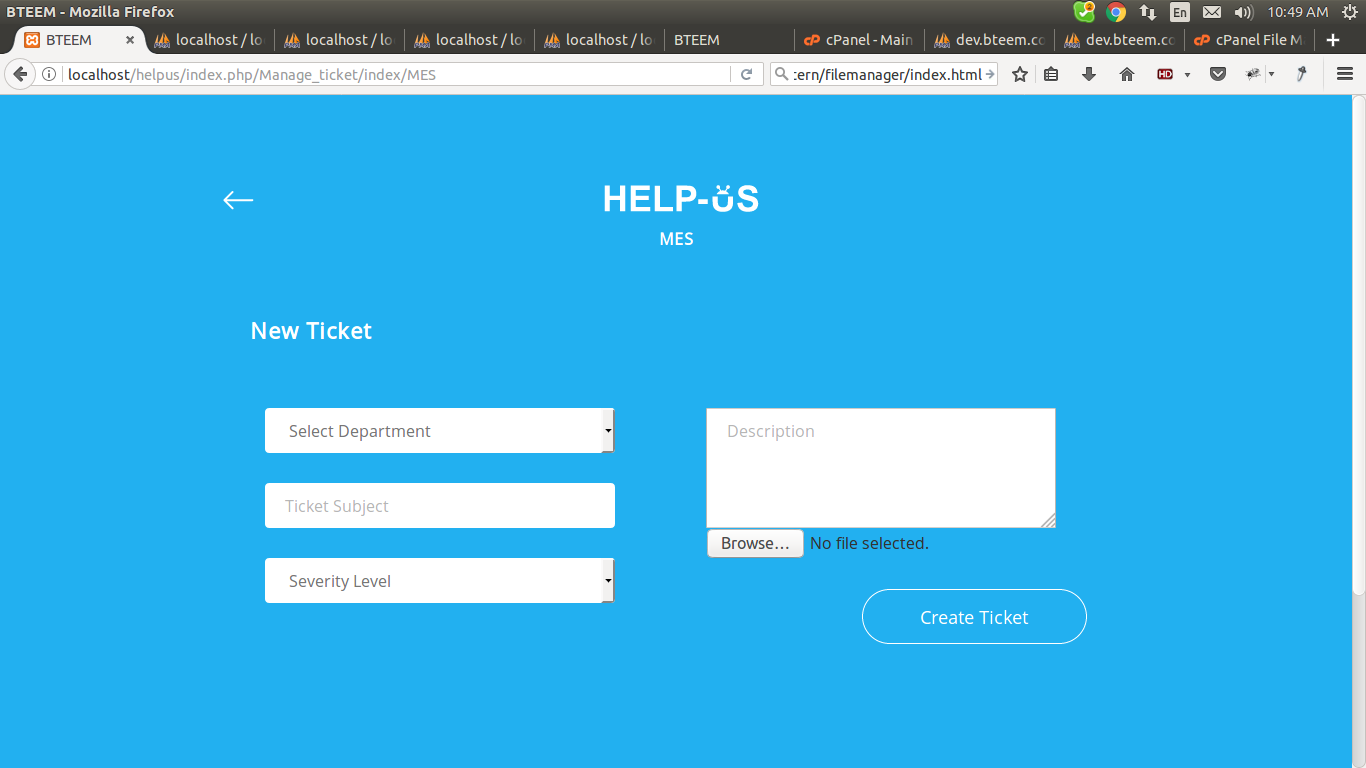 BTEEM - Mozilla Firefox
En 10:49 AM
BTEEM localhost / lo localhost / lo localhost / lo localhost / lo BTEEM cPanel - Main dev.bteem.co dev.bteem.co cPanel File M
localhost/helpus/index.php/Manage_ticket/index/MES :ern/filemanager/index.html HD
HELP-US
MES
New Ticket
Select Department
Ticket Subject
Severity Level
Description
Browse... No file selected.
Create Ticket